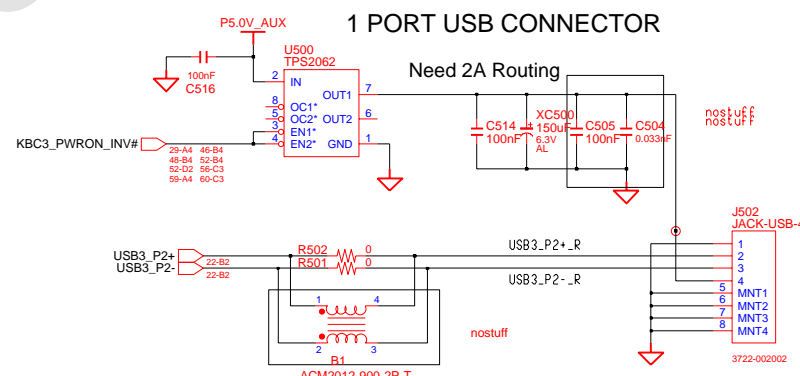 1 PORT USB CONNECTOR
P5.0V_AUX
U500
TPS2062
100nF
C516
2 IN
OUT1 7
8 OC1*
5 OC2* OUT2 6
3 EN1*
4 EN2* GND 1
Need 2A Routing
KBC3_PWRON_INV#
29-A4 46-B4
48-B4 52-B4
52-D2 56-C3
59-A4 60-C3
C514
100nF
XC500
150uF
6.3V
AL
C505
100nF
C504
0.033nF
nostuff
nostuff
J502
JACK-USB-4
USB3_P2+ 22-B2
USB3_P2- 22-B2
R502 0
R501 0
USB3_P2+_R
USB3_P2-_R
1
2
3
4
5 MNT1
6 MNT2
7 MNT3
8 MNT4
3722-002002
1 4
2 3
B1
nostuff
ACM2012-900-2P-T